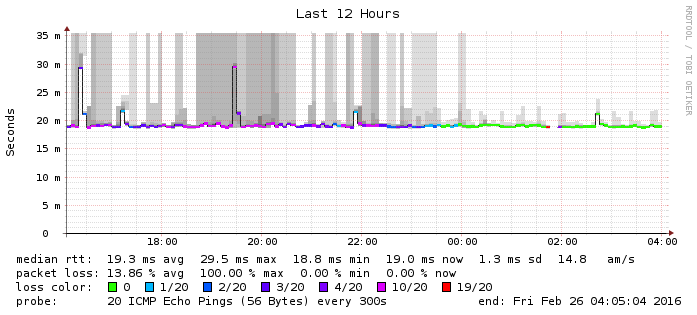 Last 12 Hours
RRDTOOL / TOBI OETIKER
Seconds
35 m
30 m
25 m
20 m
15 m
10 m
5 m
0
18:00 20:00 22:00 00:00 02:00 04:00
median rtt: 19.3 ms avg 29.5 ms max 18.8 ms min 19.0 ms now 1.3 ms sd 14.8 am/s
packet loss: 13.86 % avg 100.00 % max 0.00 % min 0.00 % now
loss color: 0 1/20 2/20 3/20 4/20 10/20 19/20
probe: 20 ICMP Echo Pings (56 Bytes) every 300s end: Fri Feb 26 04:05:04 2016